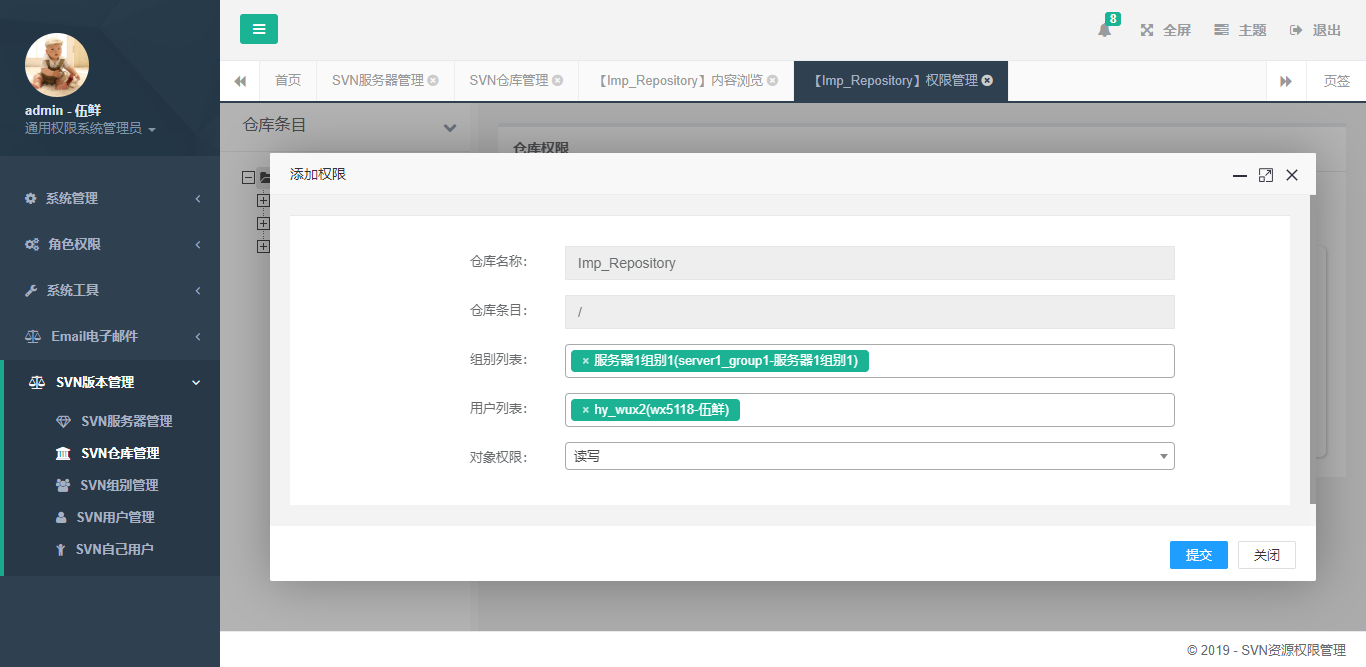 8
全屏
主题
退出
admin - 伍鲜
通用权限系统管理员
首页
SVN服务器管理
SVN仓库管理
【Imp_Repository】内容浏览
【Imp_Repository】权限管理
页签
仓库条目
仓库权限
系统管理
角色权限
系统工具
Email电子邮件
SVN版本管理
SVN服务器管理
SVN仓库管理
SVN组别管理
SVN用户管理
SVN自己用户
添加权限
仓库名称：
Imp_Repository
仓库条目：
/
组别列表：
× 服务器1组别1(server1_group1-服务器1组别1)
用户列表：
× hy_wux2(wx5118-伍鲜)
对象权限：
读写
提交
关闭
© 2019 - SVN资源权限管理